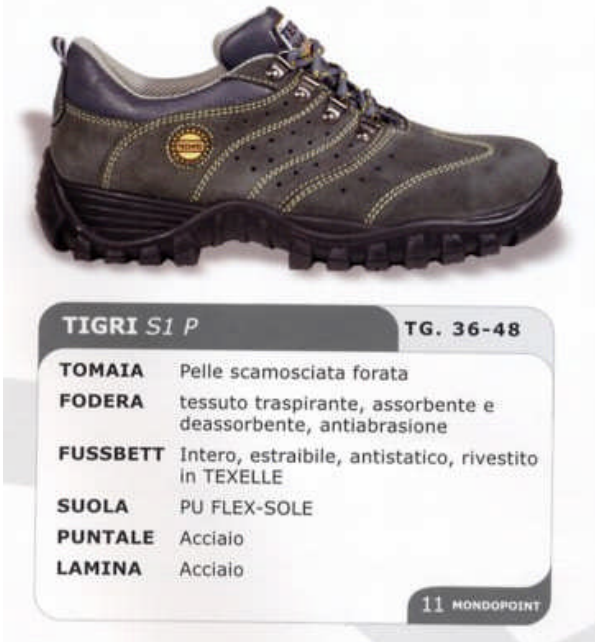 TIGRI S1 P
TG. 36-48
TOMAIA Pelle scamosciata forata
FODERA tessuto traspirante, assorbente e
deassorbente, antiabrasione
FUSSBETT Intero, estraibile, antistatico, rivestito
in TEXELLE
SUOLA PU FLEX-SOLE
PUNTALE Acciaio
LAMINA Acciaio
11 MONDOPOINT